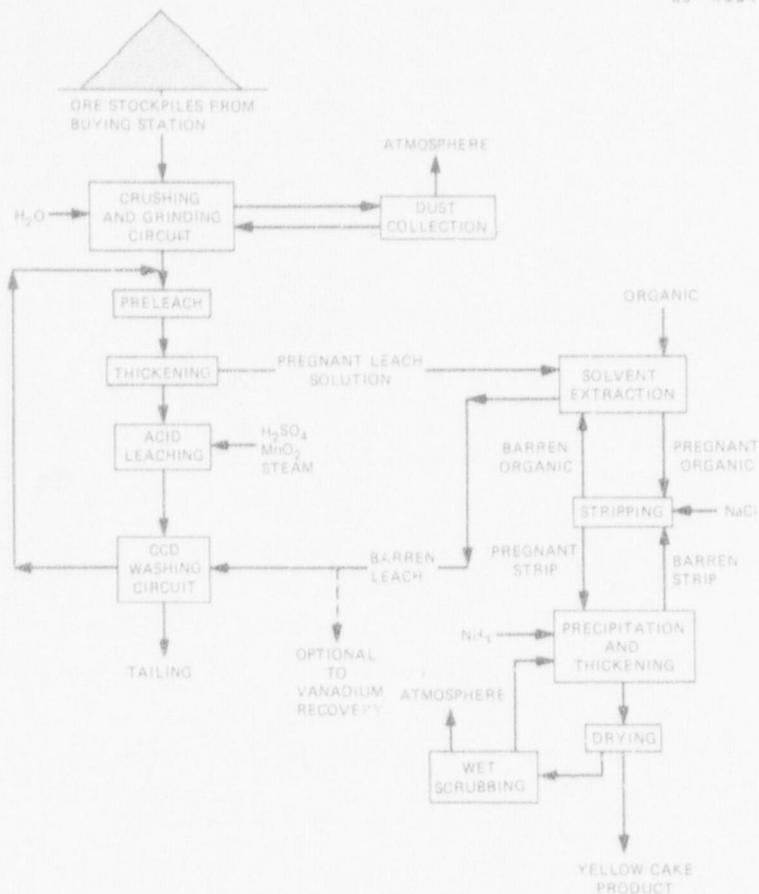 ORE STOCKPILES FROM
BUYING STATION
ATMOSPHERE
CRUSHING
AND GRINDING
CIRCUIT
H₂O
DUST
COLLECTION
PRELEACH
ORGANIC
THICKENING
PREGNANT LEACH
SOLUTION
SOLVENT
EXTRACTION
ACID
LEACHING
H₂SO₄
MnO₂
STEAM
BARREN
ORGANIC
PREGNANT
ORGANIC
STRIPPING
NaCl
CCD
WASHING
CIRCUIT
BARREN
LEACH
PREGNANT
STRIP
BARREN
STRIP
TAILING
OPTIONAL
TO
VANADIUM
RECOVERY
NH₃
PRECIPITATION
AND
THICKENING
ATMOSPHERE
DRYING
WET
SCRUBBING
YELLOW CAKE
PRODUCT